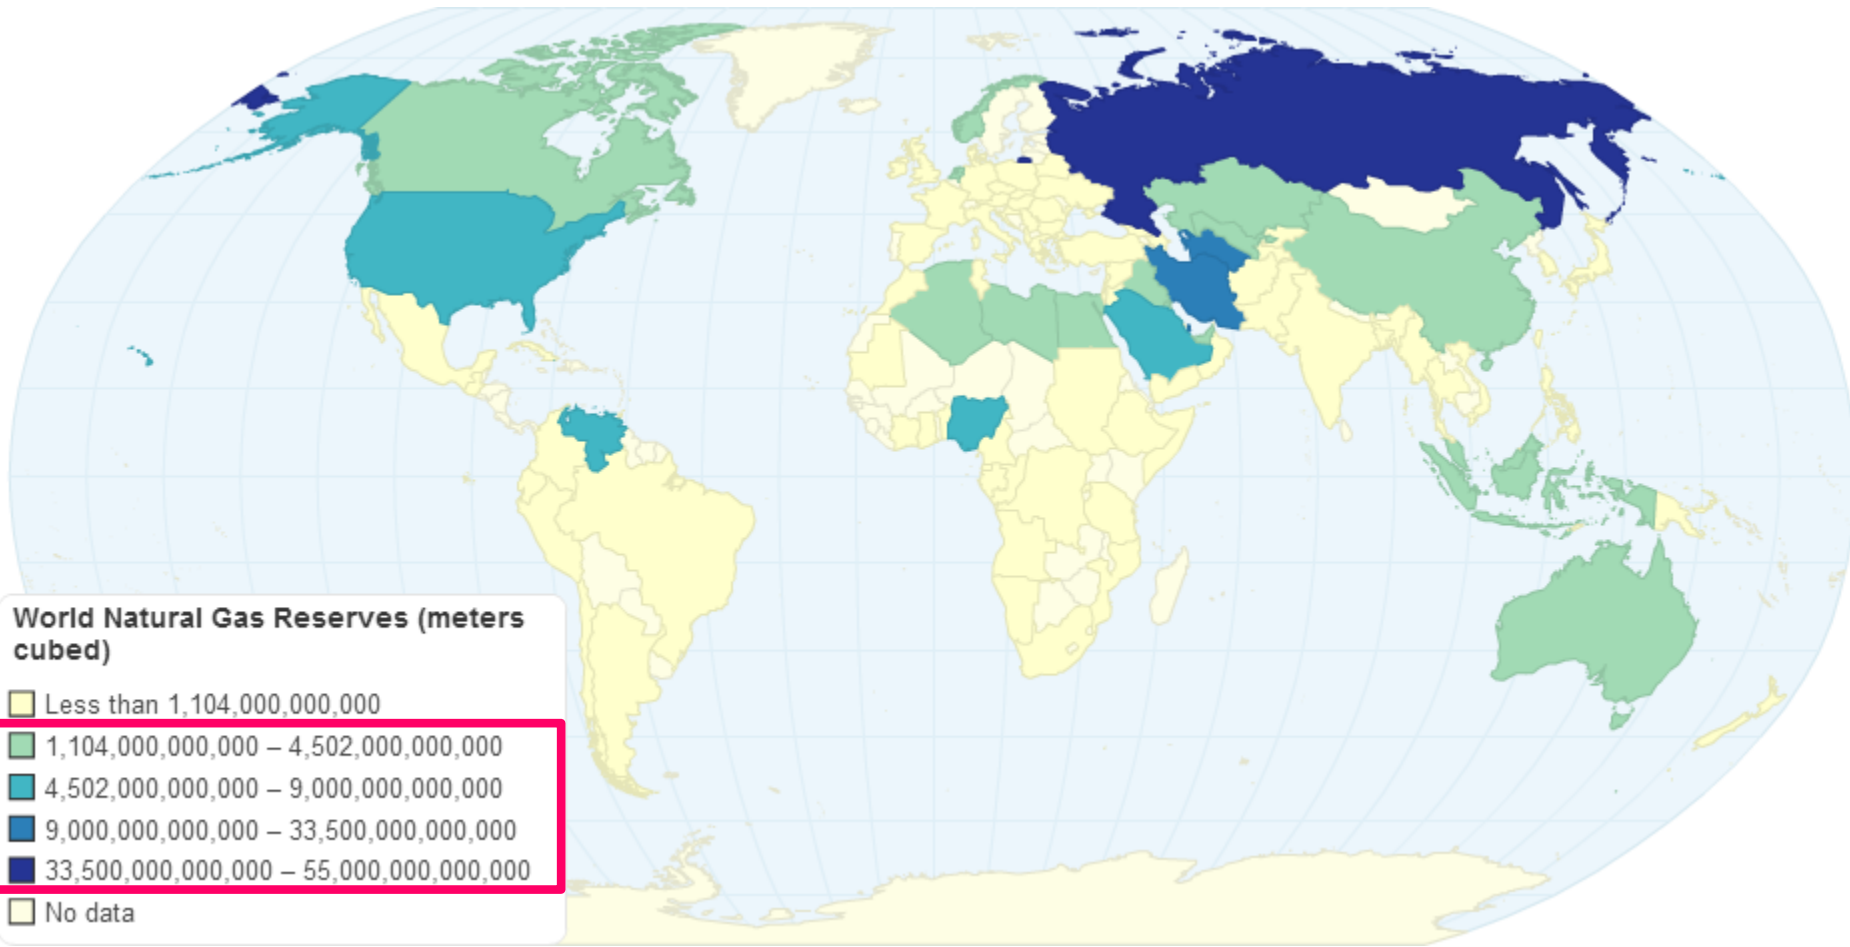 World Natural Gas Reserves (meters
cubed)
Less than 1,104,000,000,000
1,104,000,000,000 – 4,502,000,000,000
4,502,000,000,000 – 9,000,000,000,000
9,000,000,000,000 – 33,500,000,000,000
33,500,000,000,000 – 55,000,000,000,000
No data